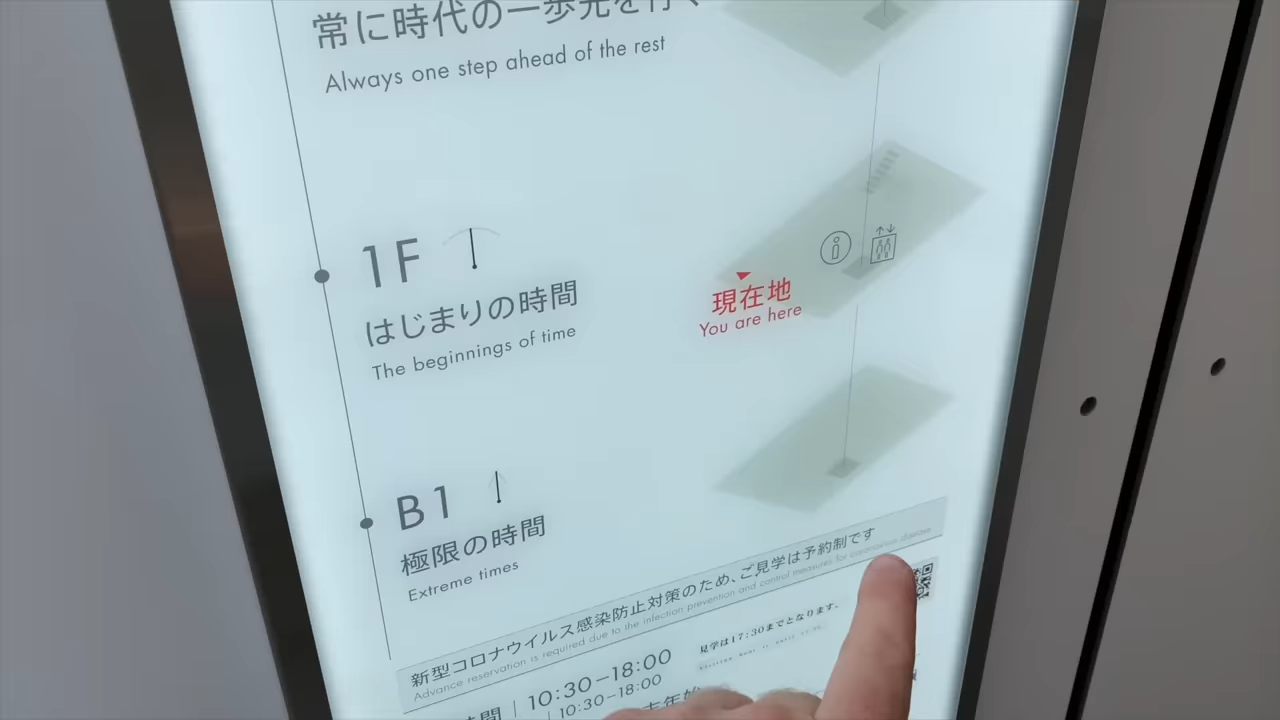 常に時代の一歩先を行く
Always one step ahead of the rest
1F
はじまりの時間
The beginnings of time
現在地
You are here
B1
極限の時間
Extreme times
新型コロナウイルス感染防止対策のため、ご見学は予約制です
Advance reservation is required due to the infection prevention and control measures for coronavirus disease
時間 | 10:30–18:00
10:30–18:00
見学は17:30までとなります。